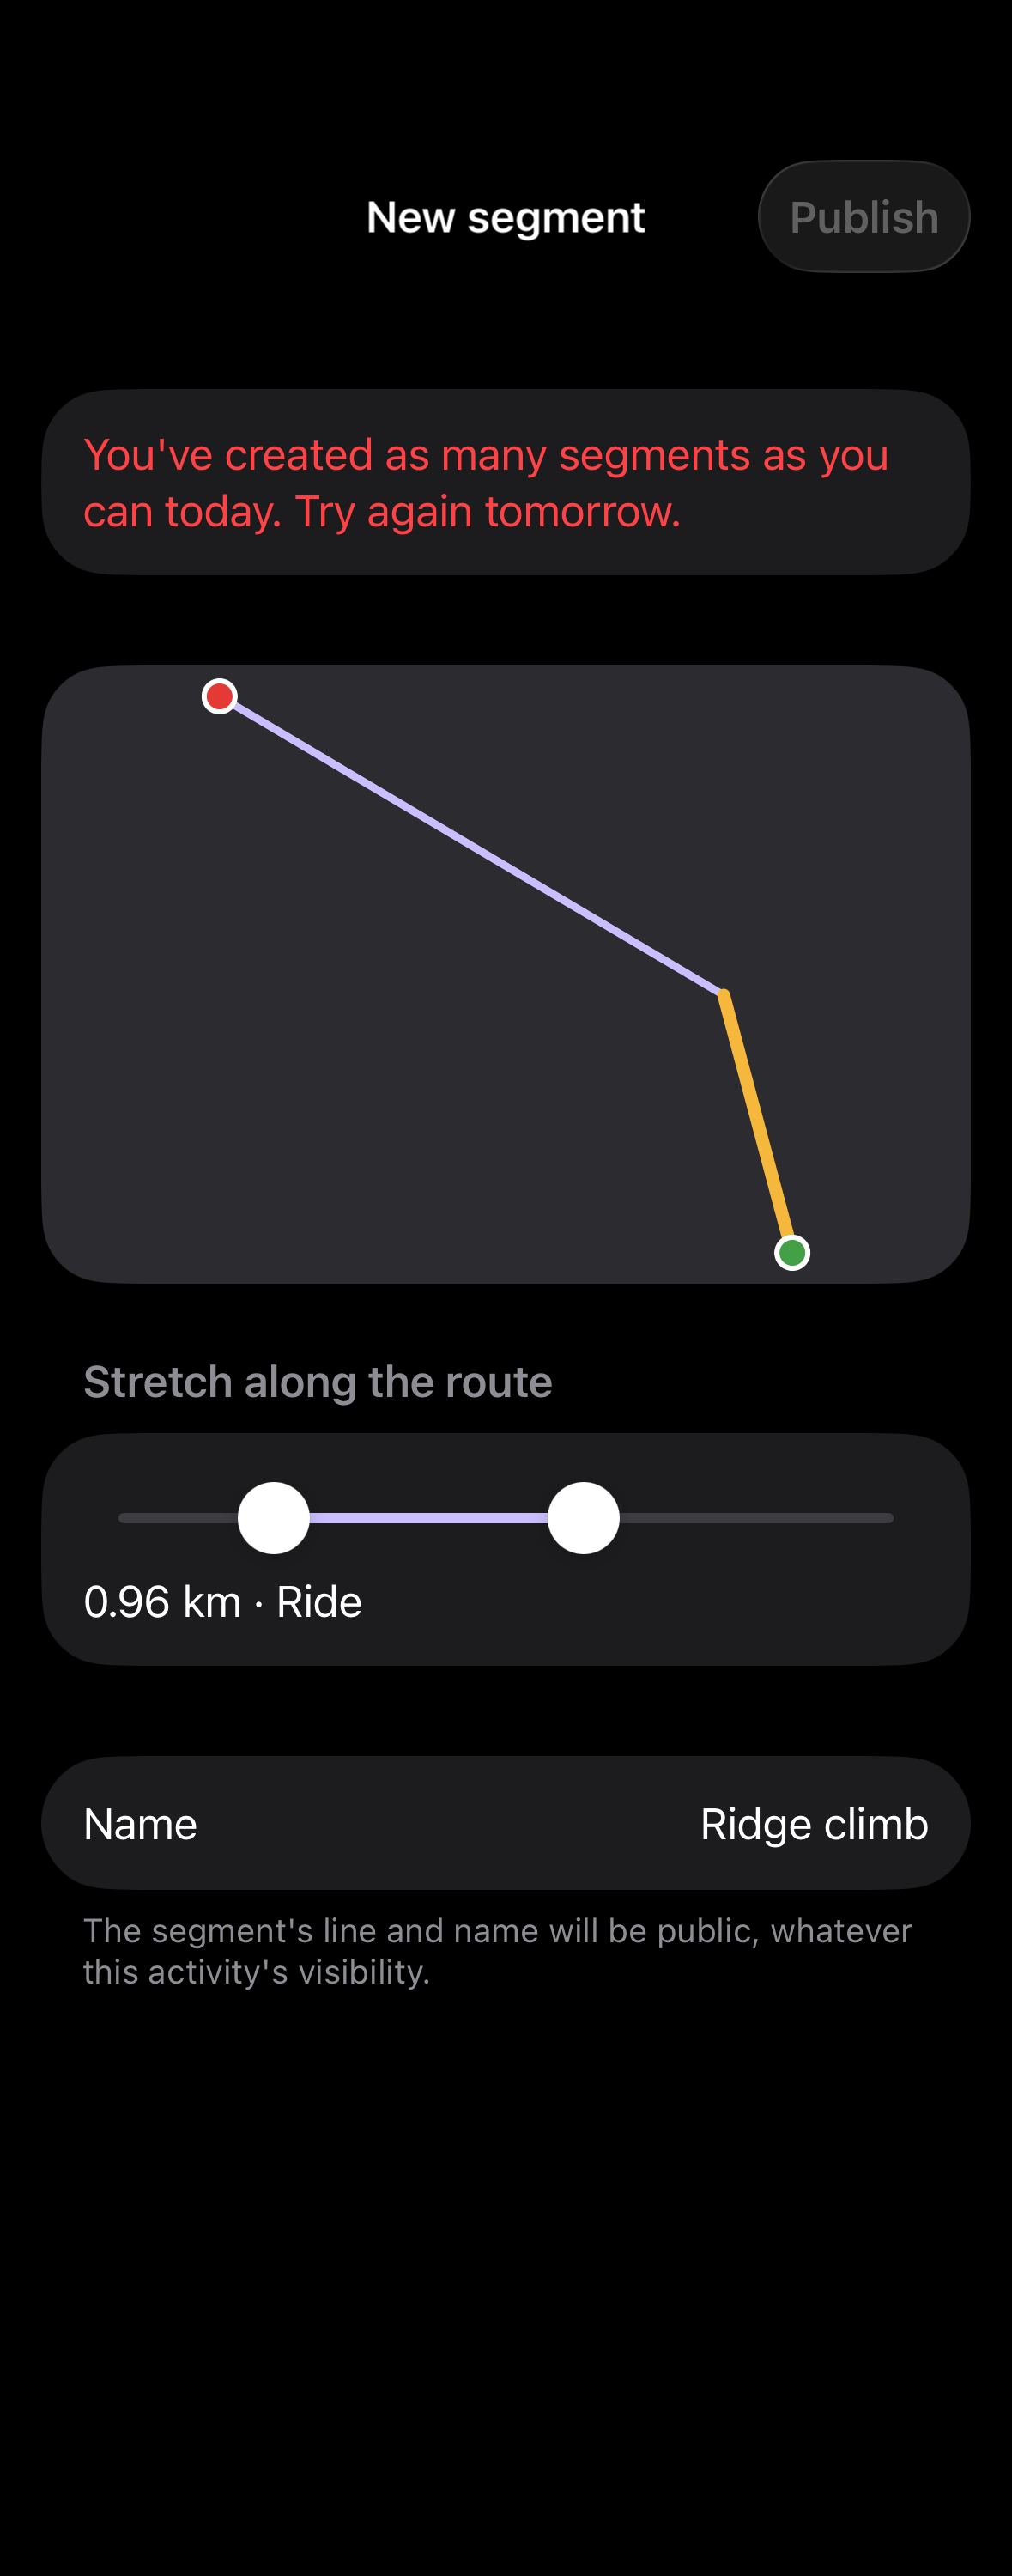 New segment
Publish
You've created as many segments as you
can today. Try again tomorrow.
Stretch along the route
0.96 km · Ride
Name
Ridge climb
The segment's line and name will be public, whatever
this activity's visibility.